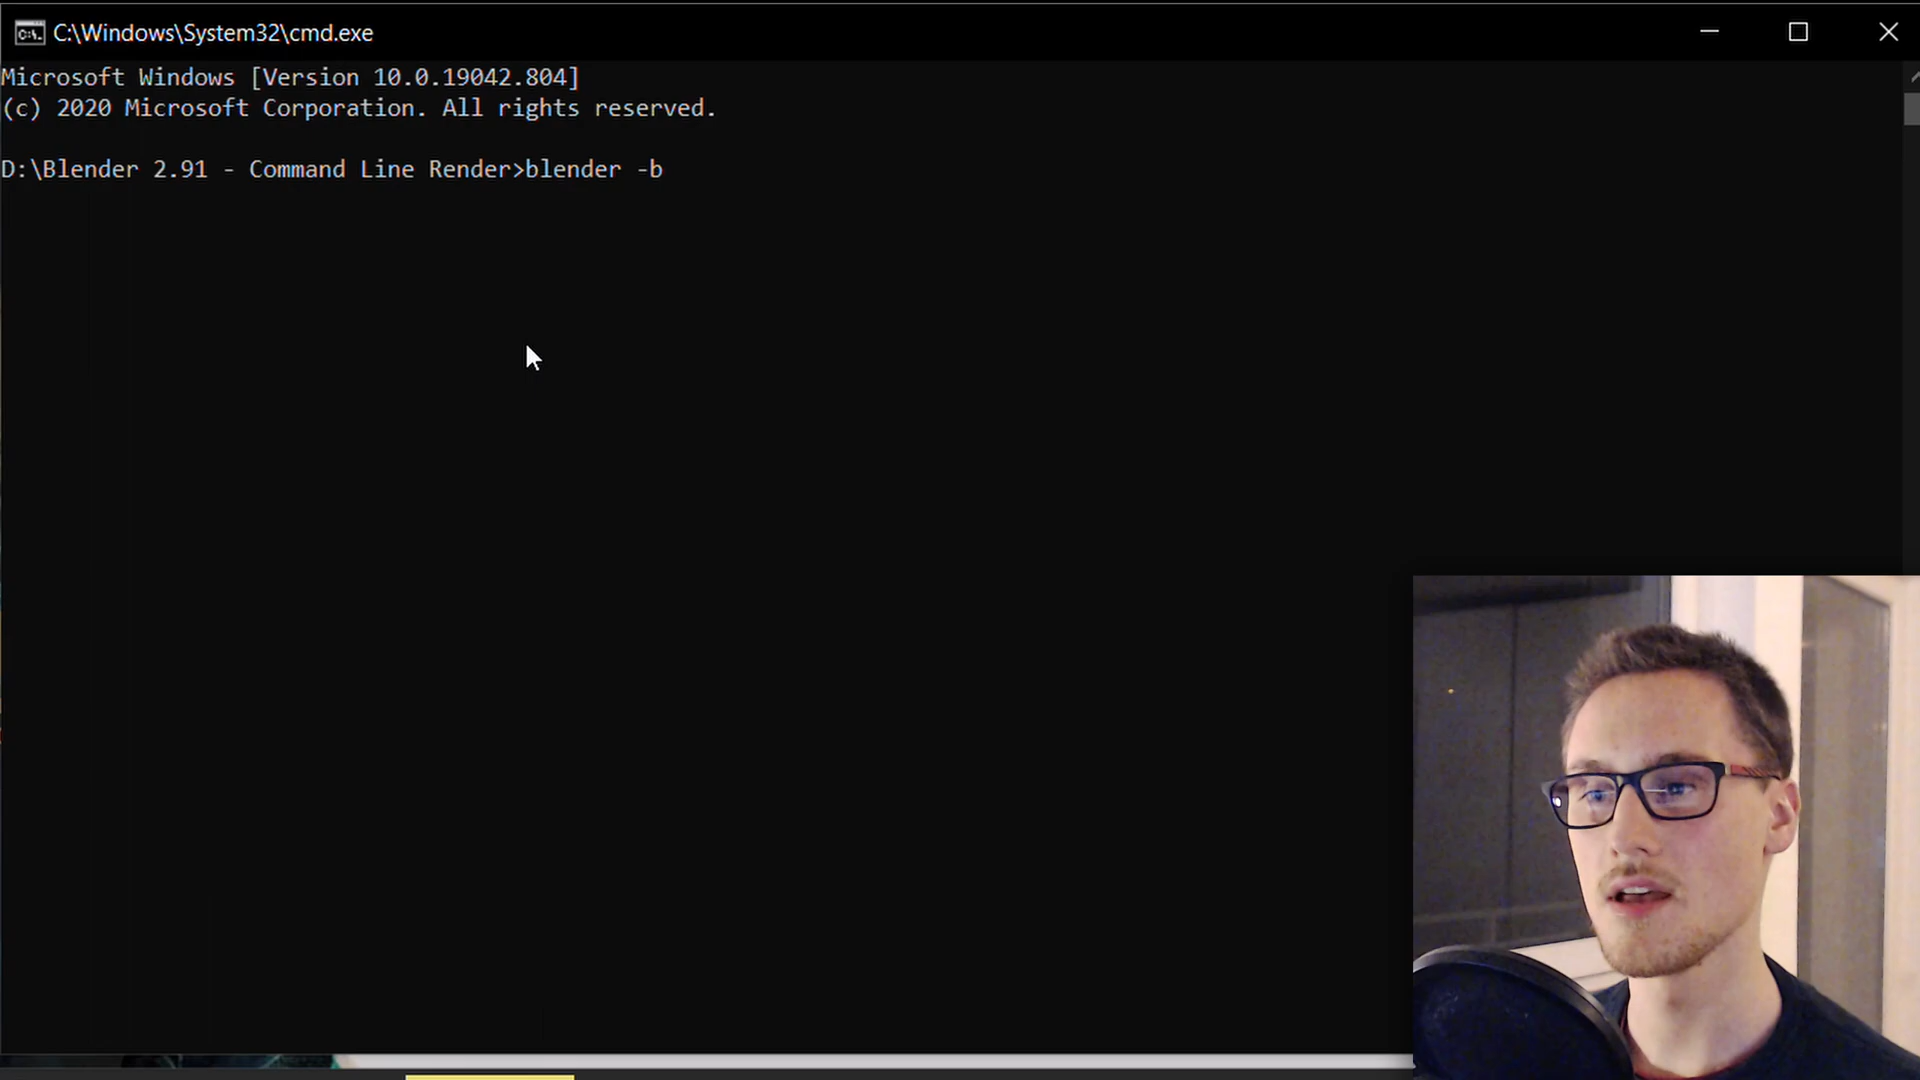 C:\Windows\System32\cmd.exe
Microsoft Windows [Version 10.0.19042.804]
(c) 2020 Microsoft Corporation. All rights reserved.
D:\Blender 2.91 - Command Line Render>blender -b